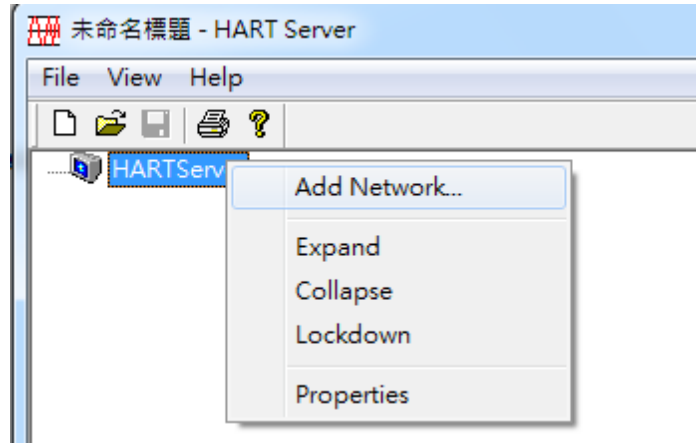 未命名標題 - HART Server
File View Help
HARTServ
Add Network...
Expand
Collapse
Lockdown
Properties